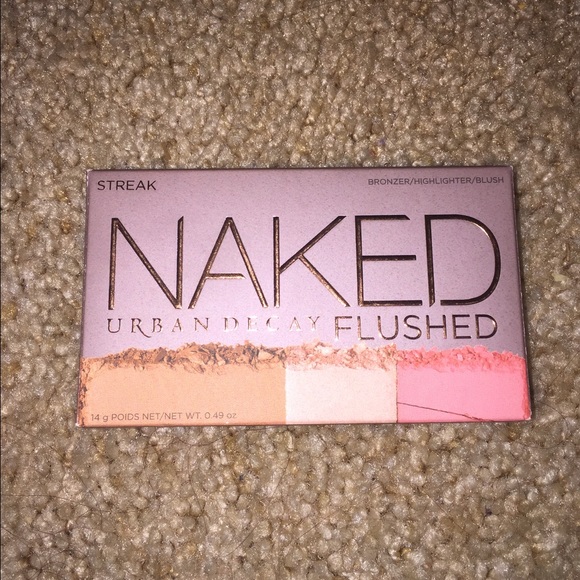 STREAK
BRONZER/HIGHLIGHTER/BLUSH
NAKED
URBAN DECAY FLUSHED
14 g POIDS NET/NET WT. 0.49 oz.